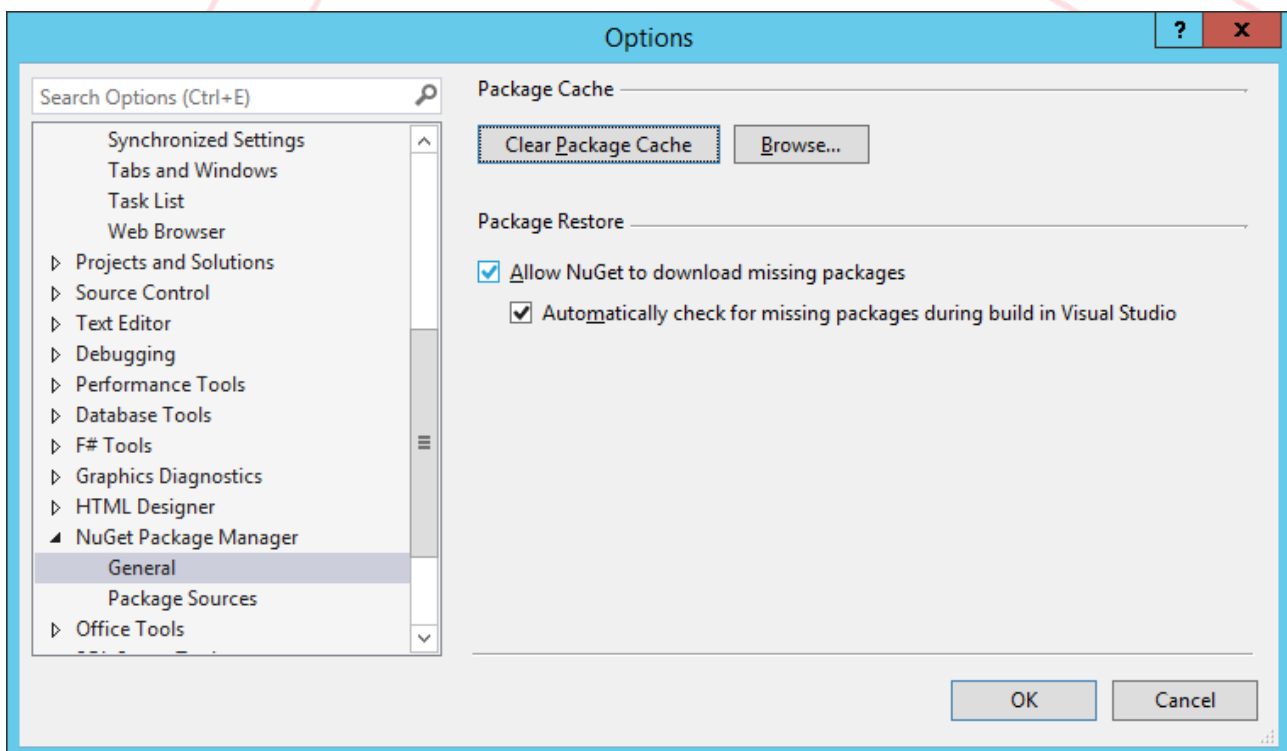 Options
? x
Search Options (Ctrl+E)
Synchronized Settings
Tabs and Windows
Task List
Web Browser
Projects and Solutions
Source Control
Text Editor
Debugging
Performance Tools
Database Tools
F# Tools
Graphics Diagnostics
HTML Designer
NuGet Package Manager
General
Package Sources
Office Tools
Package Cache
Clear Package Cache
Browse...
Package Restore
Allow NuGet to download missing packages
Automatically check for missing packages during build in Visual Studio
OK
Cancel